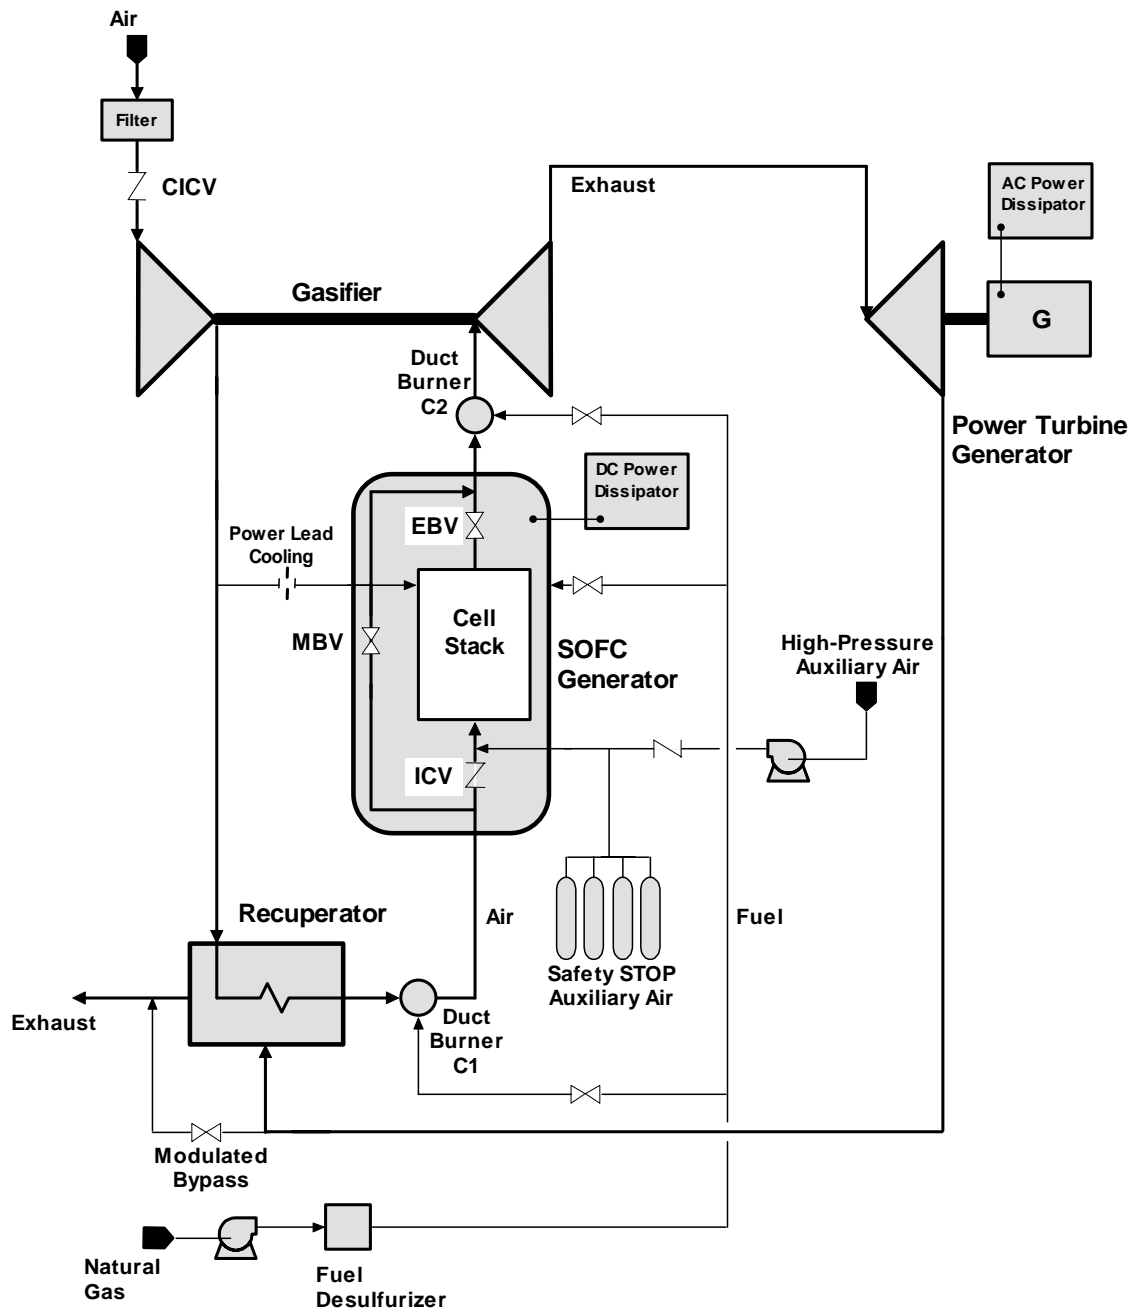 Air
Filter
CICV
Exhaust
AC Power
Dissipator
Gasifier
G
Duct
Burner
C2
Power Turbine
Generator
DC Power
Dissipator
EBV
Power Lead
Cooling
Cell
Stack
MBV
SOFC
Generator
High-Pressure
Auxiliary Air
ICV
Recuperator
Air
Fuel
Safety STOP
Auxiliary Air
Exhaust
Duct
Burner
C1
Modulated
Bypass
Natural
Gas
Fuel
Desulfurizer